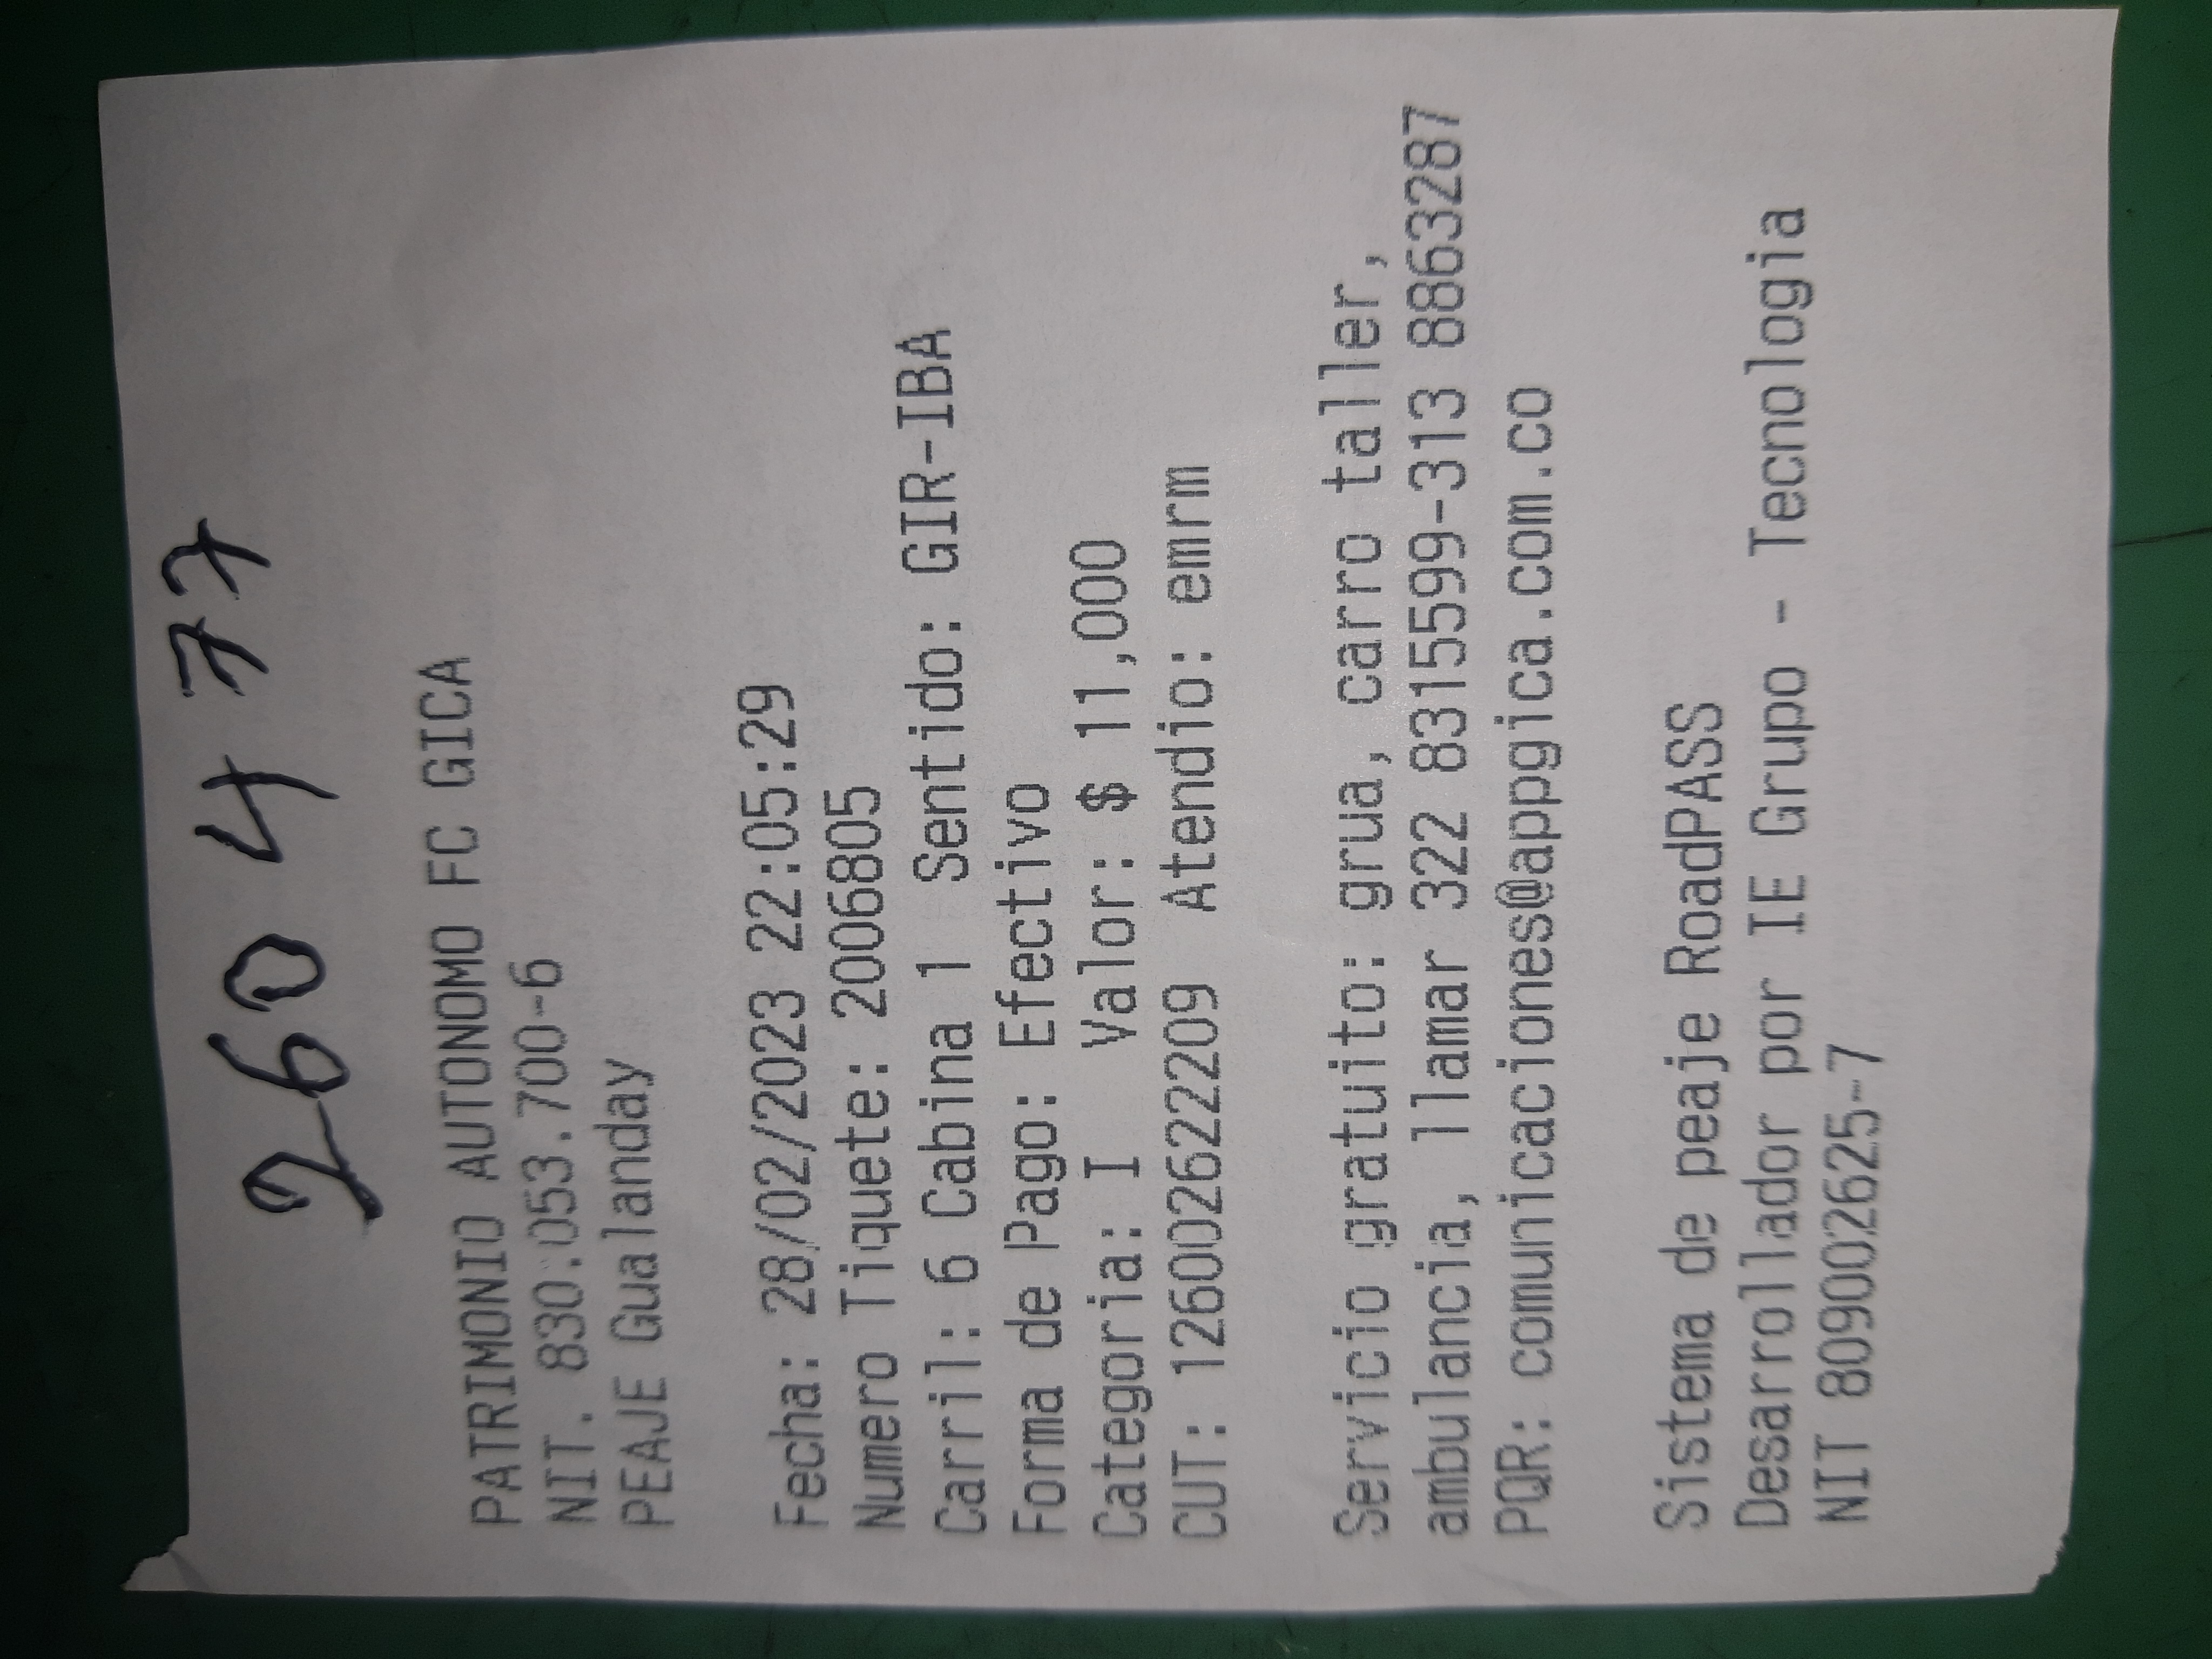 260477
PATRIMONIO AUTONOMO FC GICA
NIT. 830.053.700-6
PEAJE Gualanday
Fecha: 28/02/2023 22:05:29
Numero Tiquete: 2006805
Carril: 6 Cabina 1 Sentido: GIR-IBA
Forma de Pago: Efectivo
Categoria: I Valor: $ 11,000
CUT: 1260026622209 Atendio: emrm
Servicio gratuito: grua, carro taller,
ambulancia, llamar 322 8315599-313 8863287
PQR: comunicaciones@appgica.com.co
Sistema de peaje RoadPASS
Desarrollador por IE Grupo - Tecnologia
NIT 809002625-7